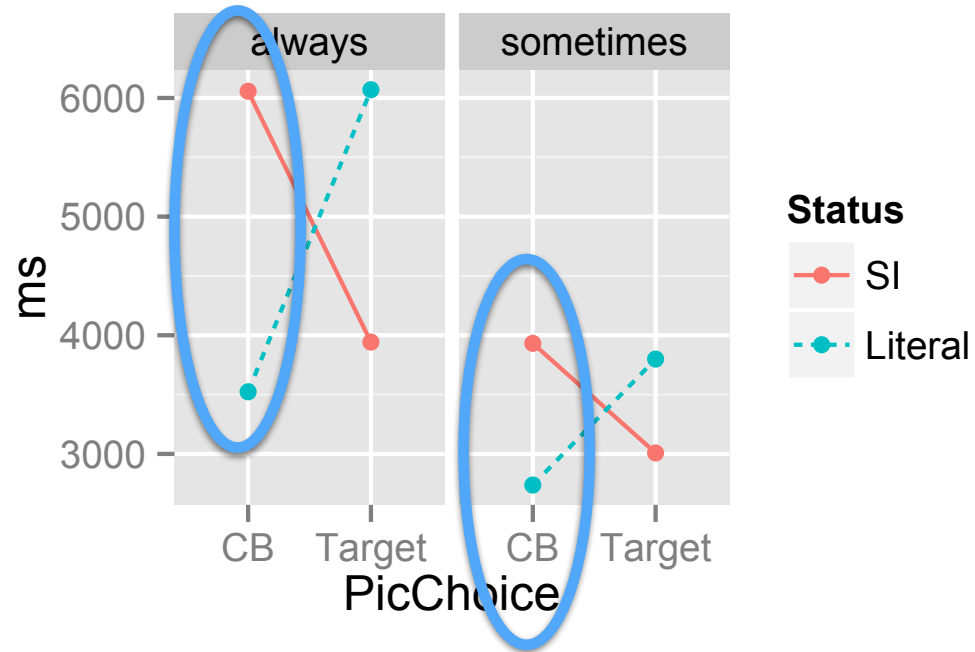 always sometimes
6000
5000
4000
3000
ms
CB Target CB Target
PicChoice
Status
SI
Literal